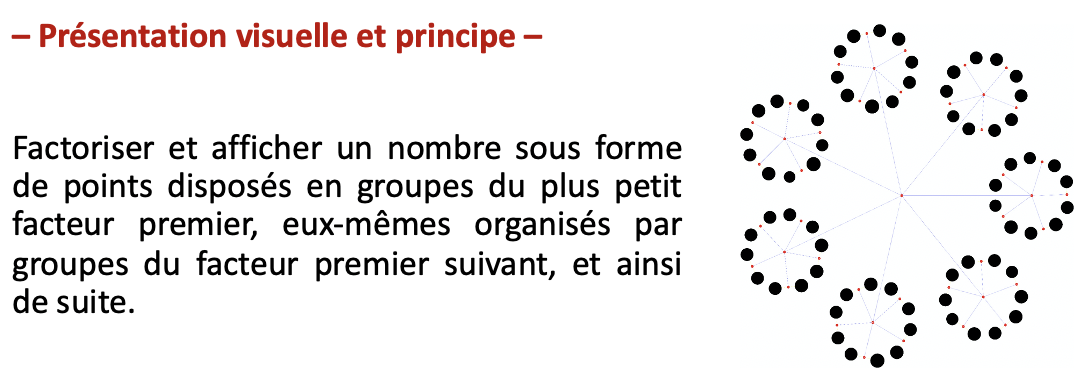 – Présentation visuelle et principe –
Factoriser et afficher un nombre sous forme
de points disposés en groupes du plus petit
facteur premier, eux-mêmes organisés par
groupes du facteur premier suivant, et ainsi
de suite.